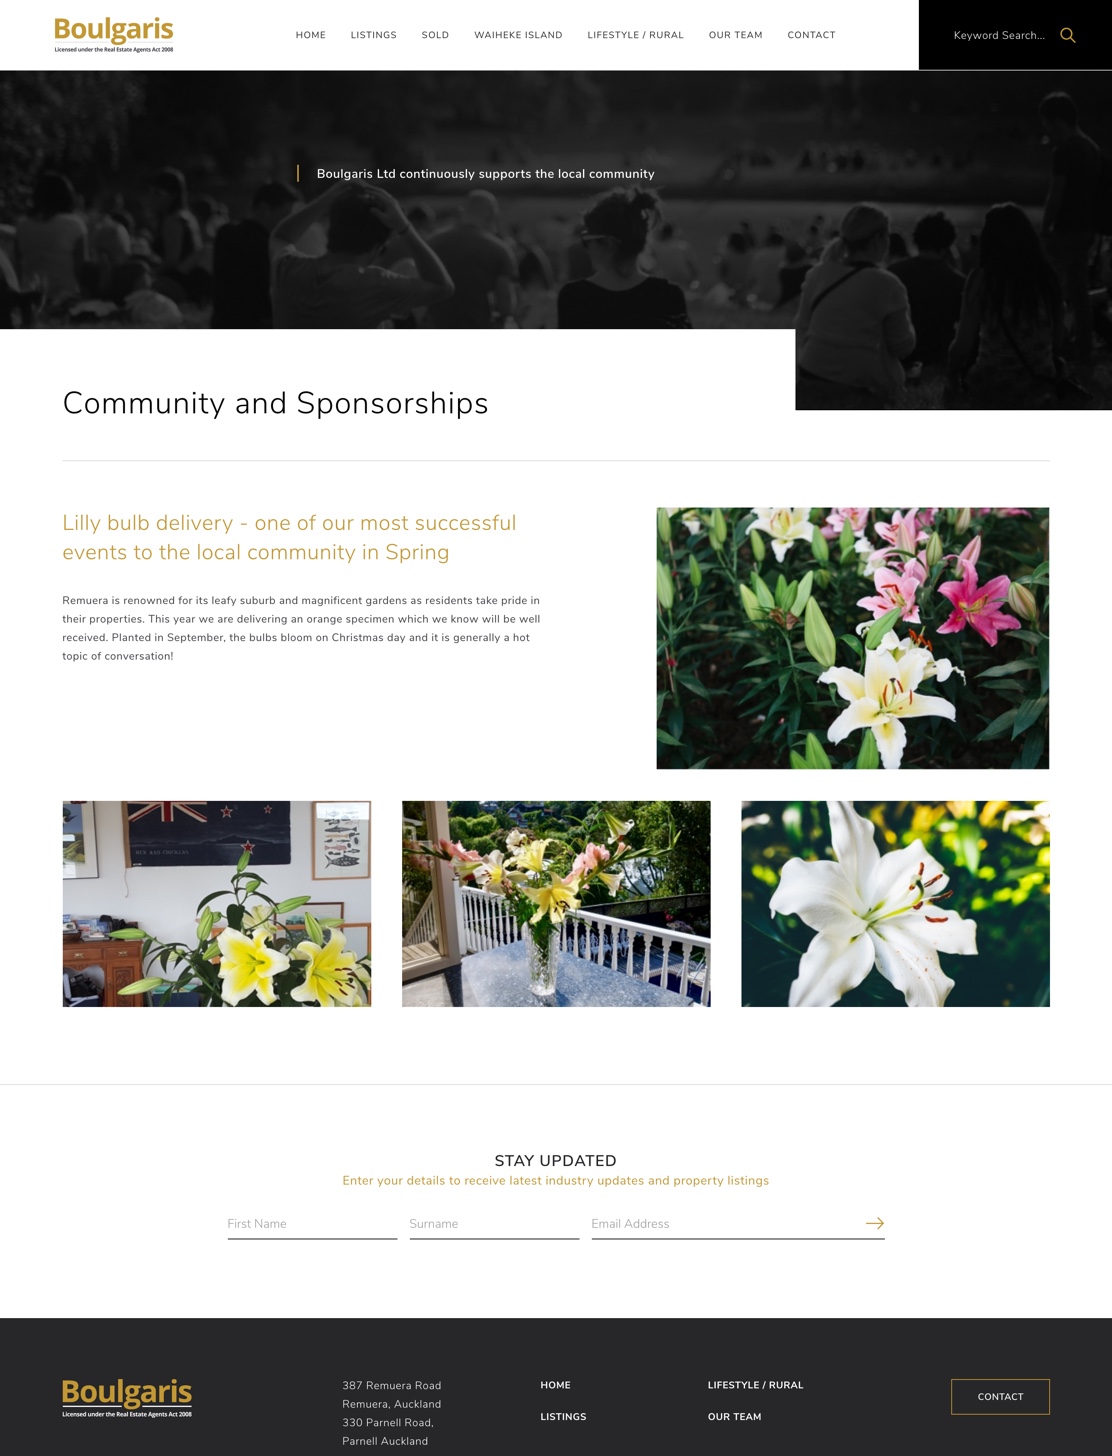 Boulgaris
Licensed under the Real Estate Agents Act 2008
HOME LISTINGS SOLD WAIHEKE ISLAND LIFESTYLE / RURAL OUR TEAM CONTACT
Keyword Search...
Boulgaris Ltd continuously supports the local community
Community and Sponsorships
Lilly bulb delivery - one of our most successful
events to the local community in Spring
Remuera is renowned for its leafy suburb and magnificent gardens as residents take pride in
their properties. This year we are delivering an orange specimen which we know will be well
received. Planted in September, the bulbs bloom on Christmas day and it is generally a hot
topic of conversation!
STAY UPDATED
Enter your details to receive latest industry updates and property listings
First Name Surname Email Address
Boulgaris
Licensed under the Real Estate Agents Act 2008
387 Remuera Road
Remuera, Auckland
330 Parnell Road,
Parnell Auckland
HOME
LISTINGS
LIFESTYLE / RURAL
OUR TEAM
CONTACT